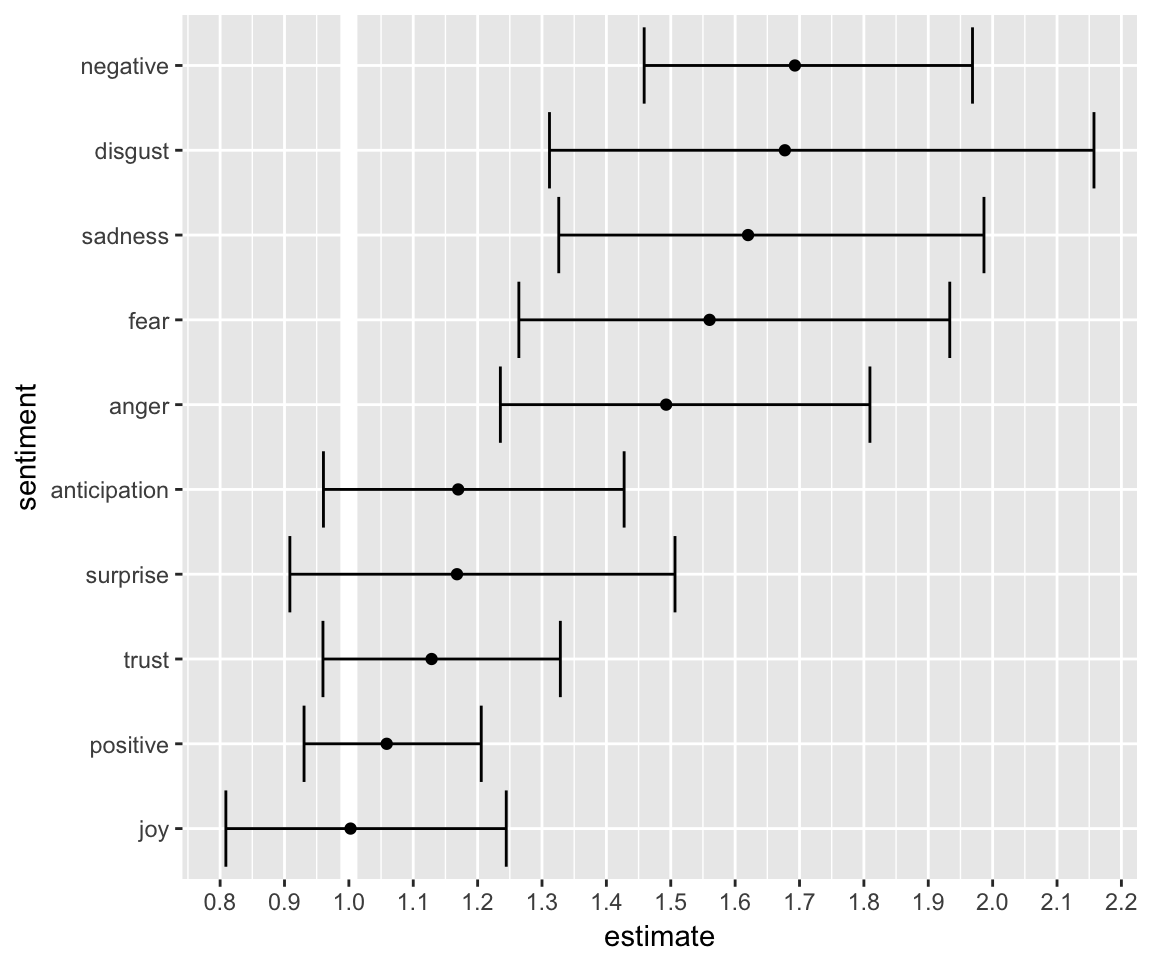 negative
disgust
sadness
fear
anger
anticipation
surprise
trust
positive
joy
sentiment
0.8 0.9 1.0 1.1 1.2 1.3 1.4 1.5 1.6 1.7 1.8 1.9 2.0 2.1 2.2
estimate